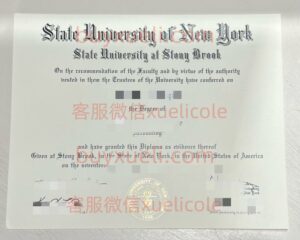 State University of New York
State University at Stony Brook
On the recommendation of the Faculty and by virtue of the authority
vested in them the Trustees of the University have conferred on
客服微信xuelicole
the Degree of
Buyxueli.com
and have granted this Diploma as evidence thereof
Given at Stony Brook, in the State of New York, in the United States of America
on the
客服微信xuelicole